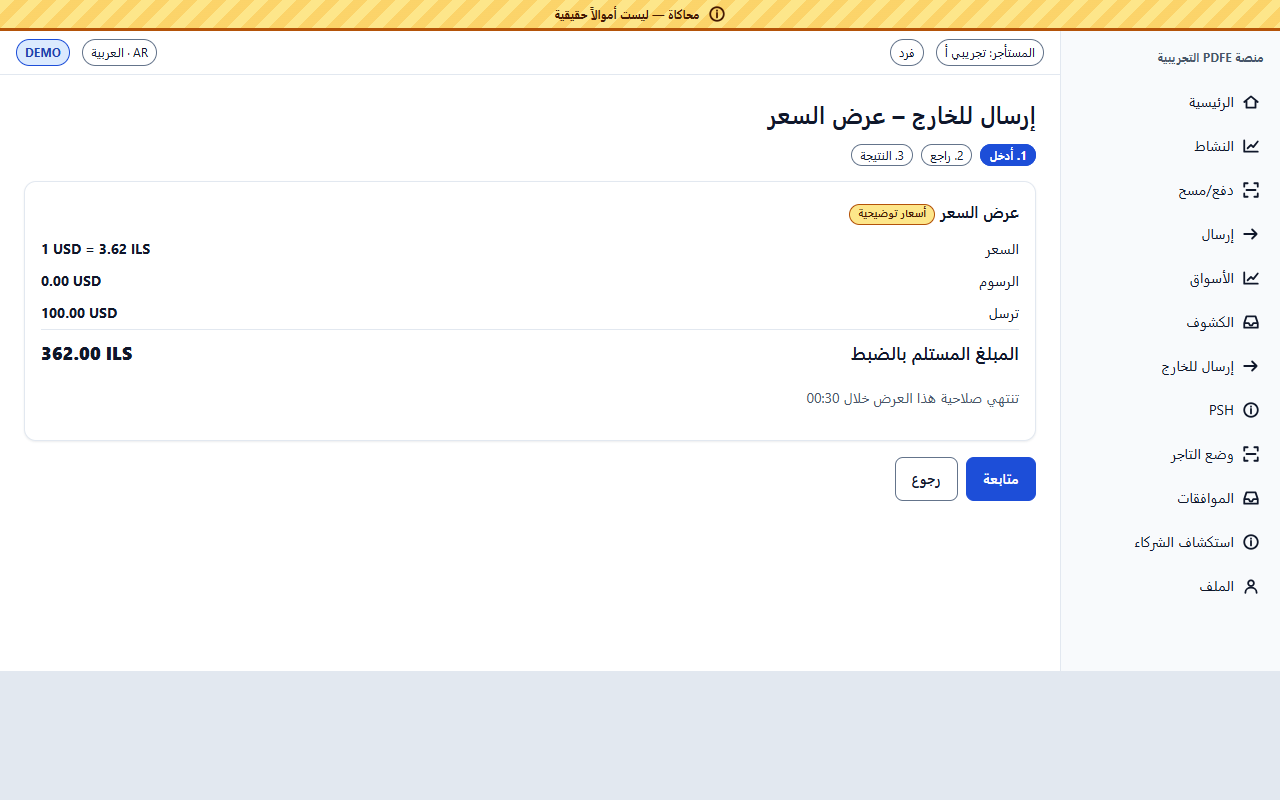 محاكاة — ليست أموالاً حقيقية
المستأجر: تجريبي أ
فرد
AR · العربية
DEMO
منصة PDFE التجريبية
الرئيسية
النشاط
دفع/مسح
إرسال
الأسواق
الكشوف
إرسال للخارج
PSH
وضع التاجر
الموافقات
استكشاف الشركاء
الملف
إرسال للخارج – عرض السعر
1. أدخل
2. راجع
3. النتيجة
عرض السعر أسعار توضيحية
السعر 1 USD = 3.62 ILS
الرسوم 0.00 USD
ترسل 100.00 USD
المبلغ المستلم بالضبط 362.00 ILS
تنتهي صلاحية هذا العرض خلال 00:30
متابعة
رجوع